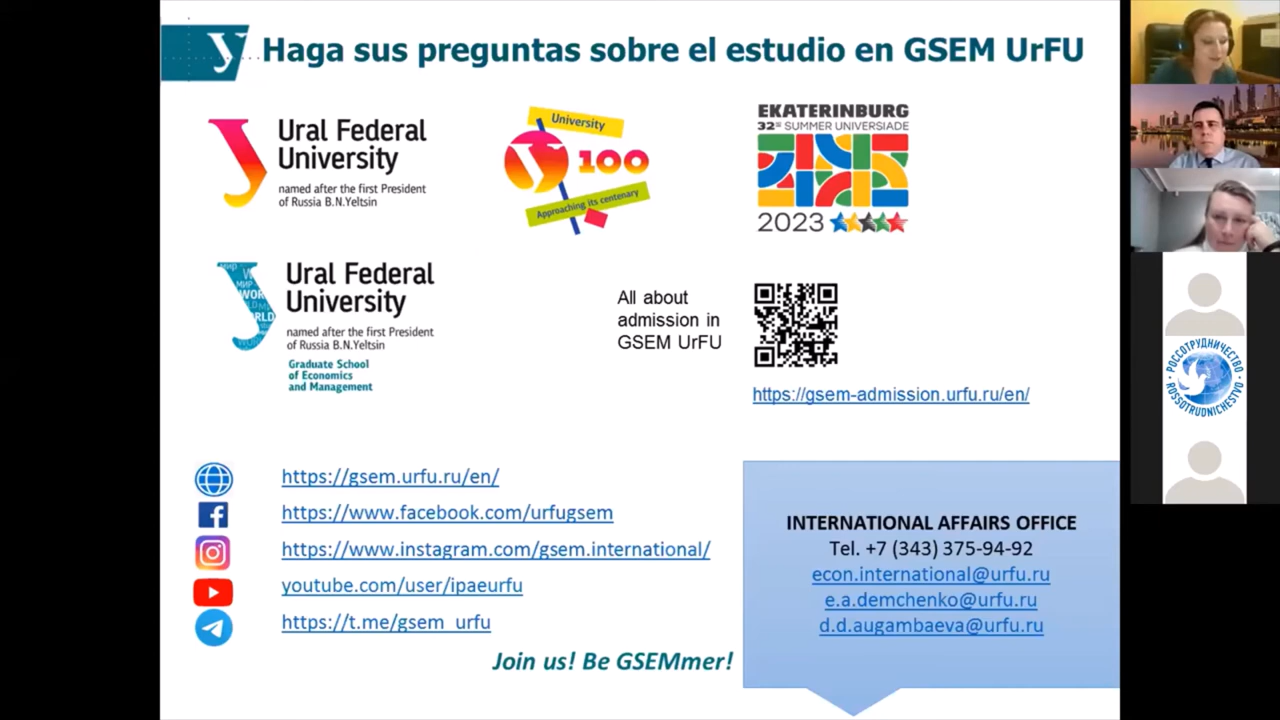 Haga sus preguntas sobre el estudio en GSEM UrFU
Ural Federal
University
named after the first President
of Russia B.N.Yeltsin
University
100
Approaching its centenary
EKATERINBURG
32ND SUMMER UNIVERSIADE
2023
Ural Federal
University
named after the first President
of Russia B.N.Yeltsin
Graduate School
of Economics
and Management
All about
admission in
GSEM UrFU
https://gsem-admission.urfu.ru/en/
https://gsem.urfu.ru/en/
https://www.facebook.com/urfugsem
https://www.instagram.com/gsem.international/
youtube.com/user/ipaeurfu
https://t.me/gsem_urfu
Join us! Be GSEMmer!
INTERNATIONAL AFFAIRS OFFICE
Tel. +7 (343) 375-94-92
econ.international@urfu.ru
e.a.demchenko@urfu.ru
d.d.augambaeva@urfu.ru
РОССОТРУДНИЧЕСТВО
ROSSOTRUDNICHESTVO